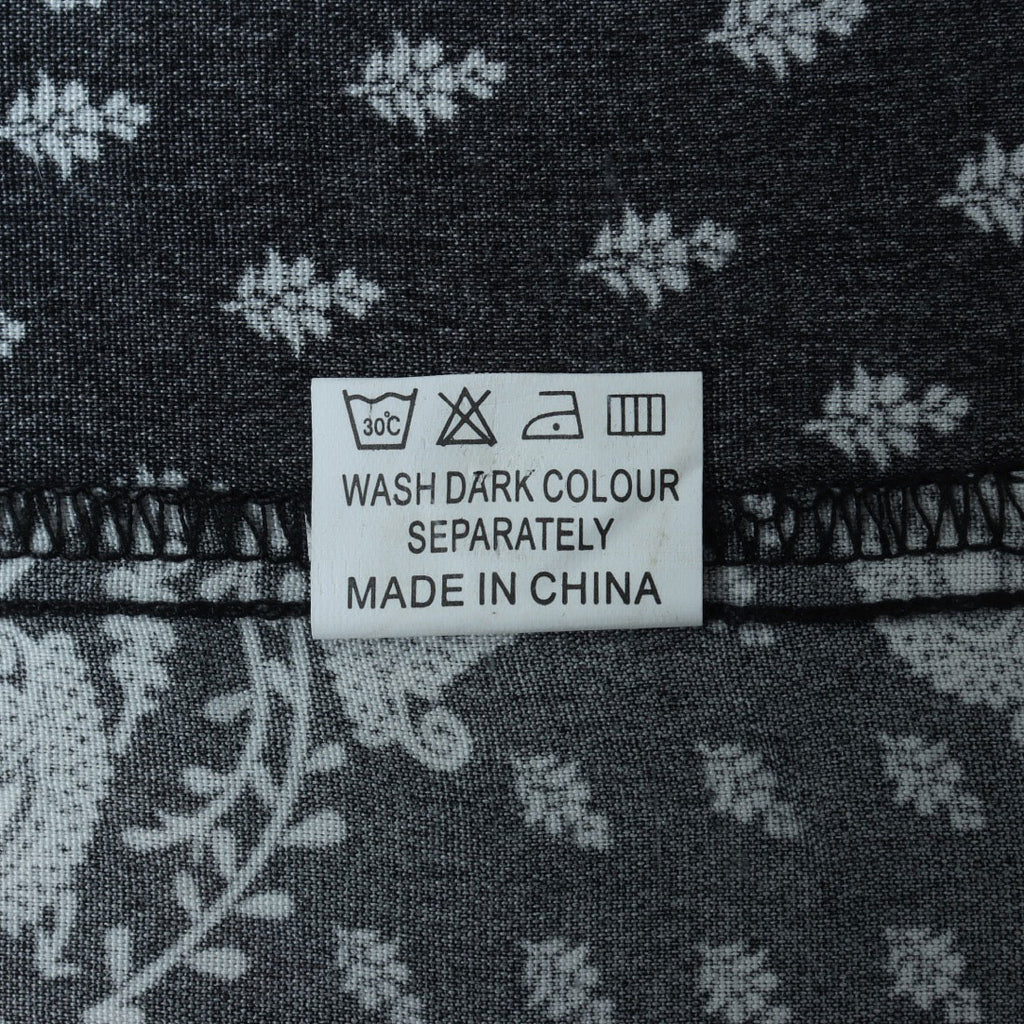 30°C
WASH DARK COLOUR
SEPARATELY
MADE IN CHINA